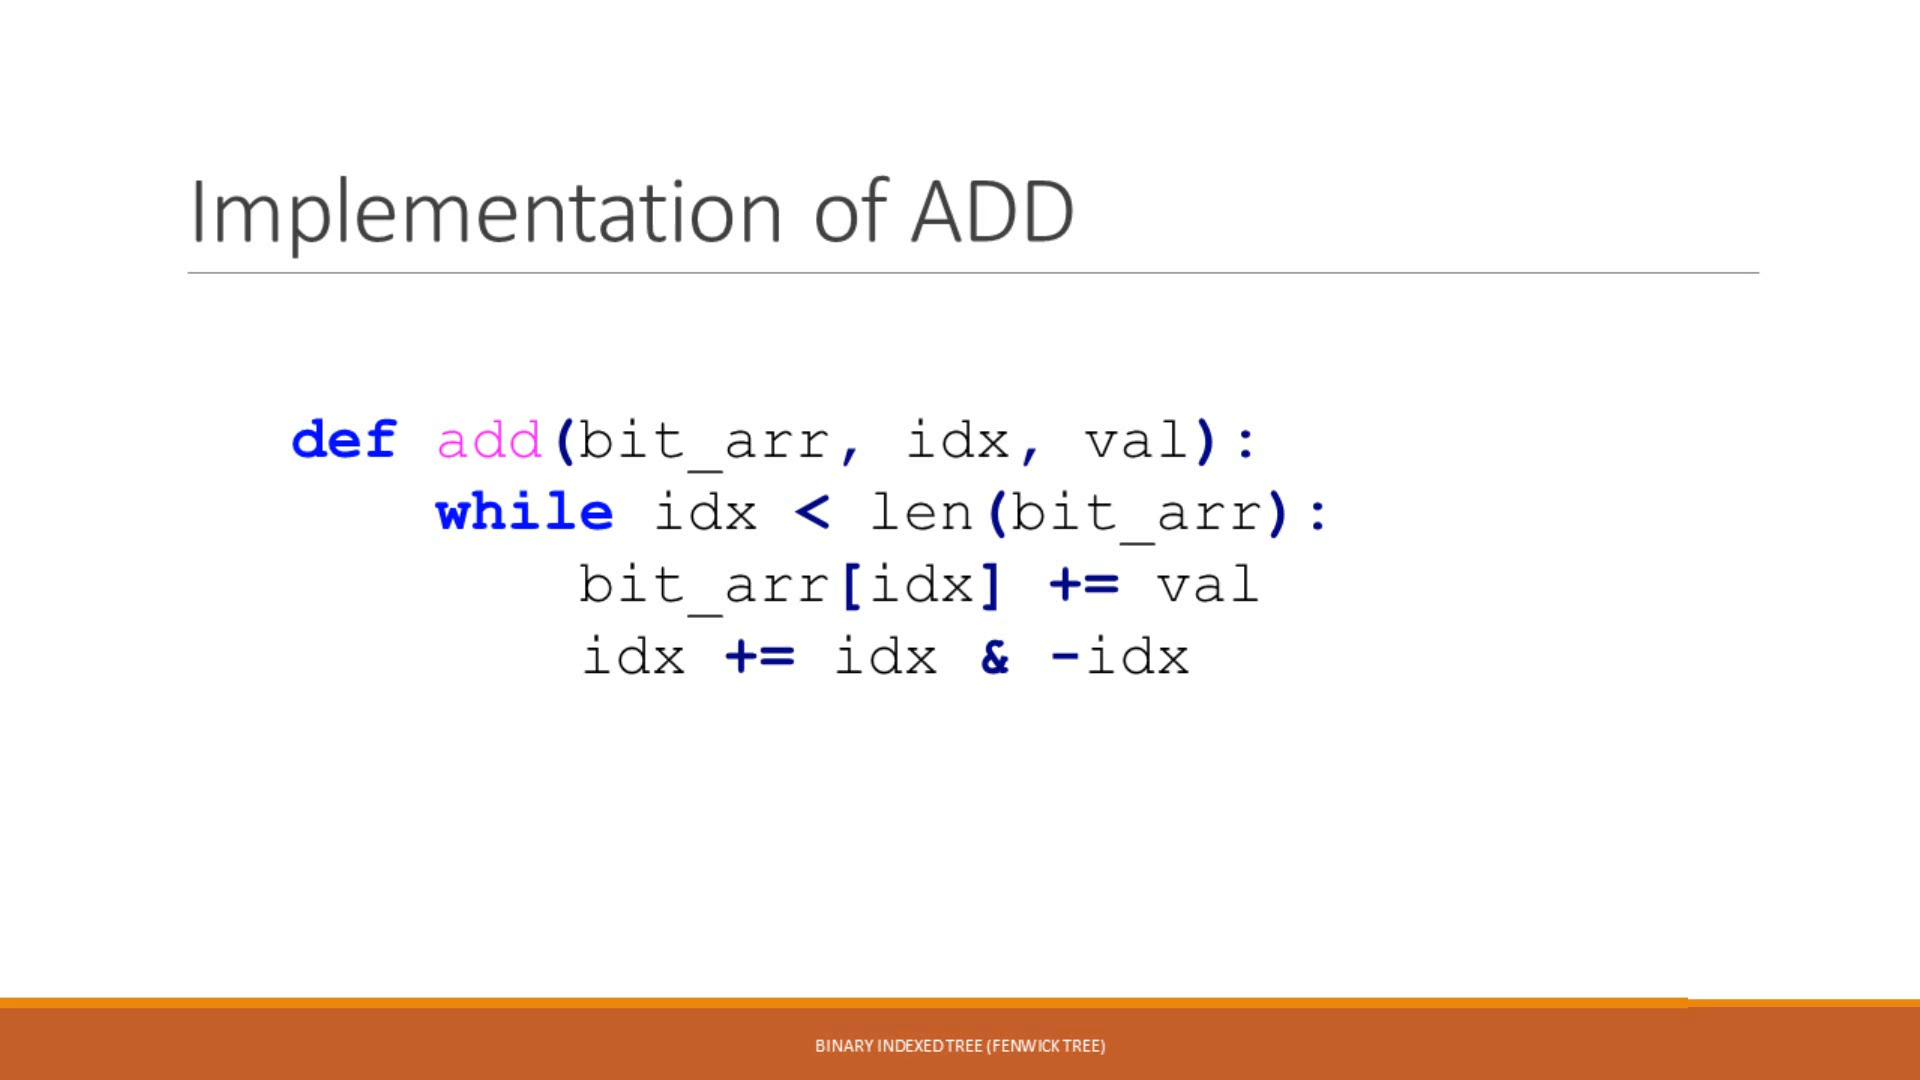 Implementation of ADD
def add(bit_arr, idx, val):
    while idx < len(bit_arr):
        bit_arr[idx] += val
        idx += idx & -idx
BINARY INDEXED TREE (FENWICK TREE)